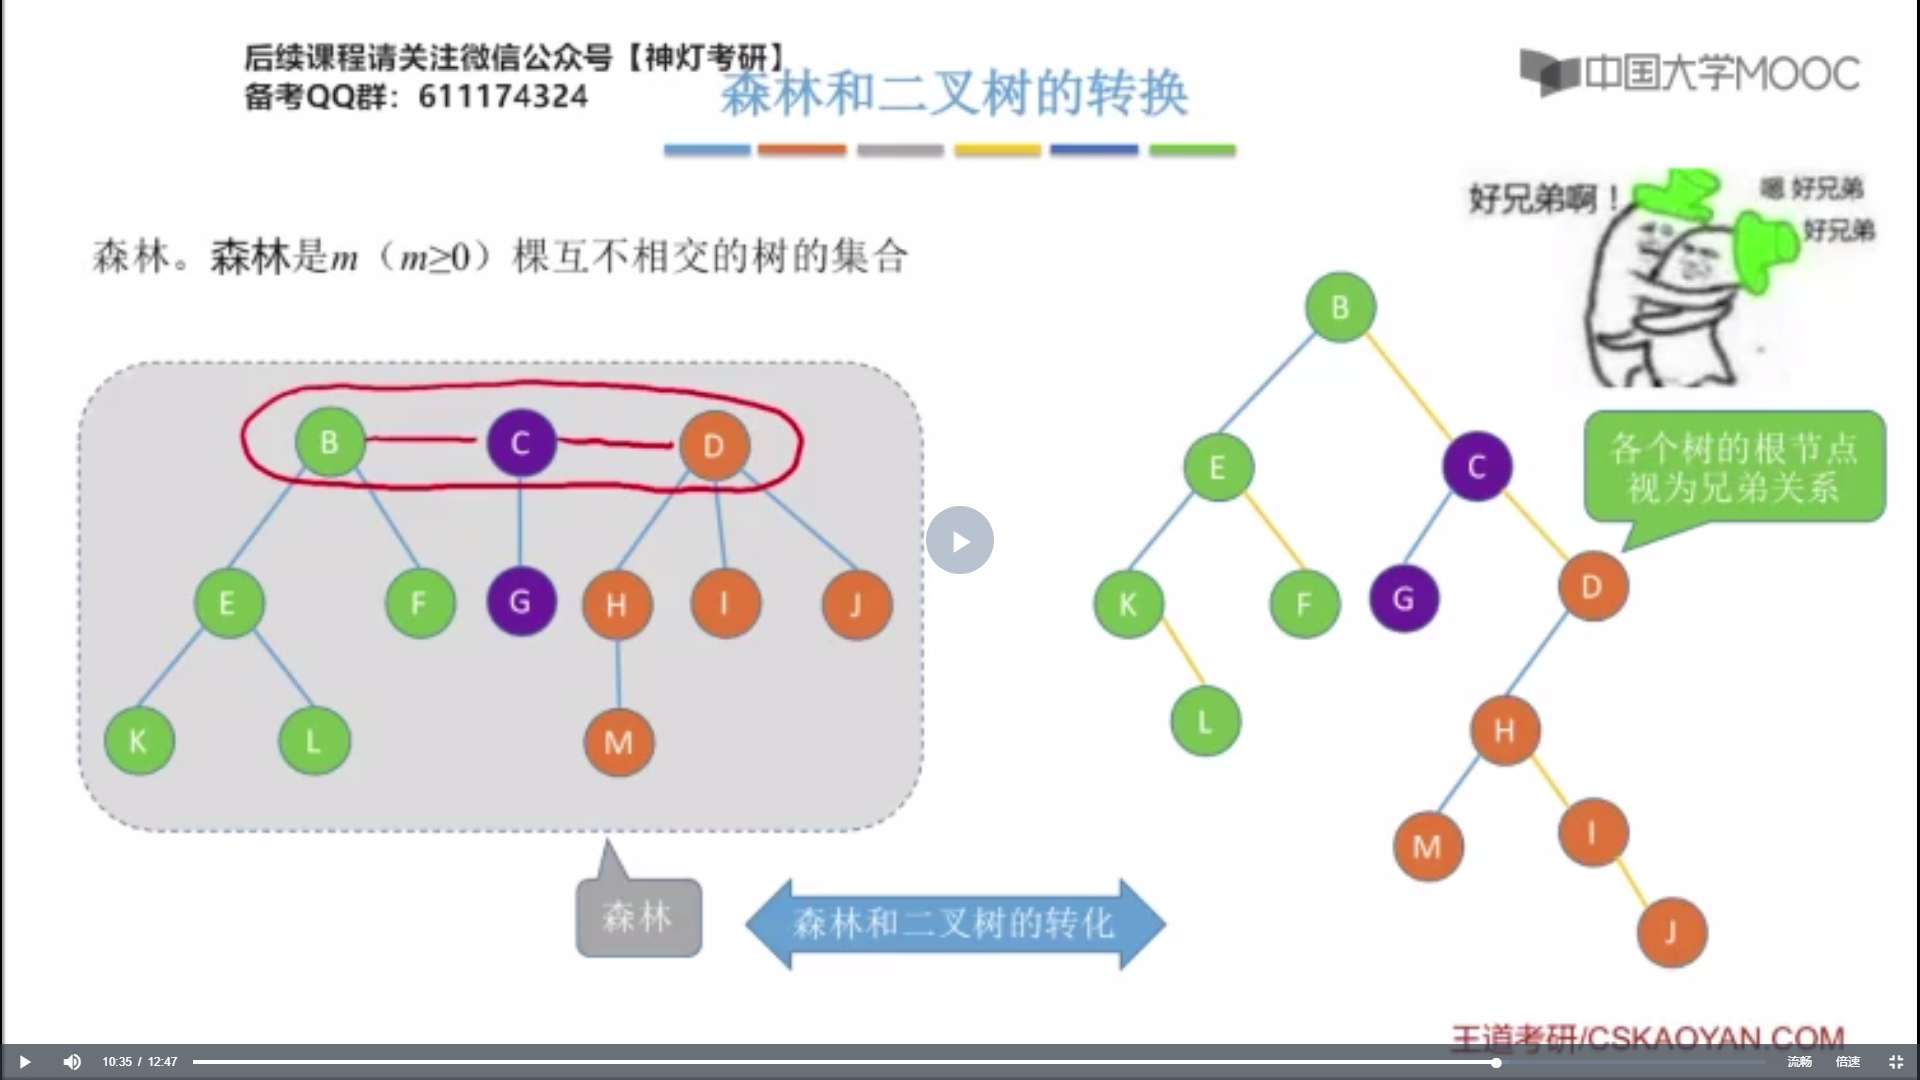 后续课程请关注微信公众号【神灯考研】
备考QQ群：611174324
森林和二叉树的转换
中国大学MOOC
好兄弟啊！
嗯 好兄弟
好兄弟
森林。森林是m（m≥0）棵互不相交的树的集合
B
C
D
E
F
G
H
I
J
K
L
M
森林
B
E
C
各个树的根节点
视为兄弟关系
K
F
G
D
L
H
M
I
J
森林和二叉树的转化
王道考研/CSKAOYAN.COM
10:35 / 12:47
流畅
倍速